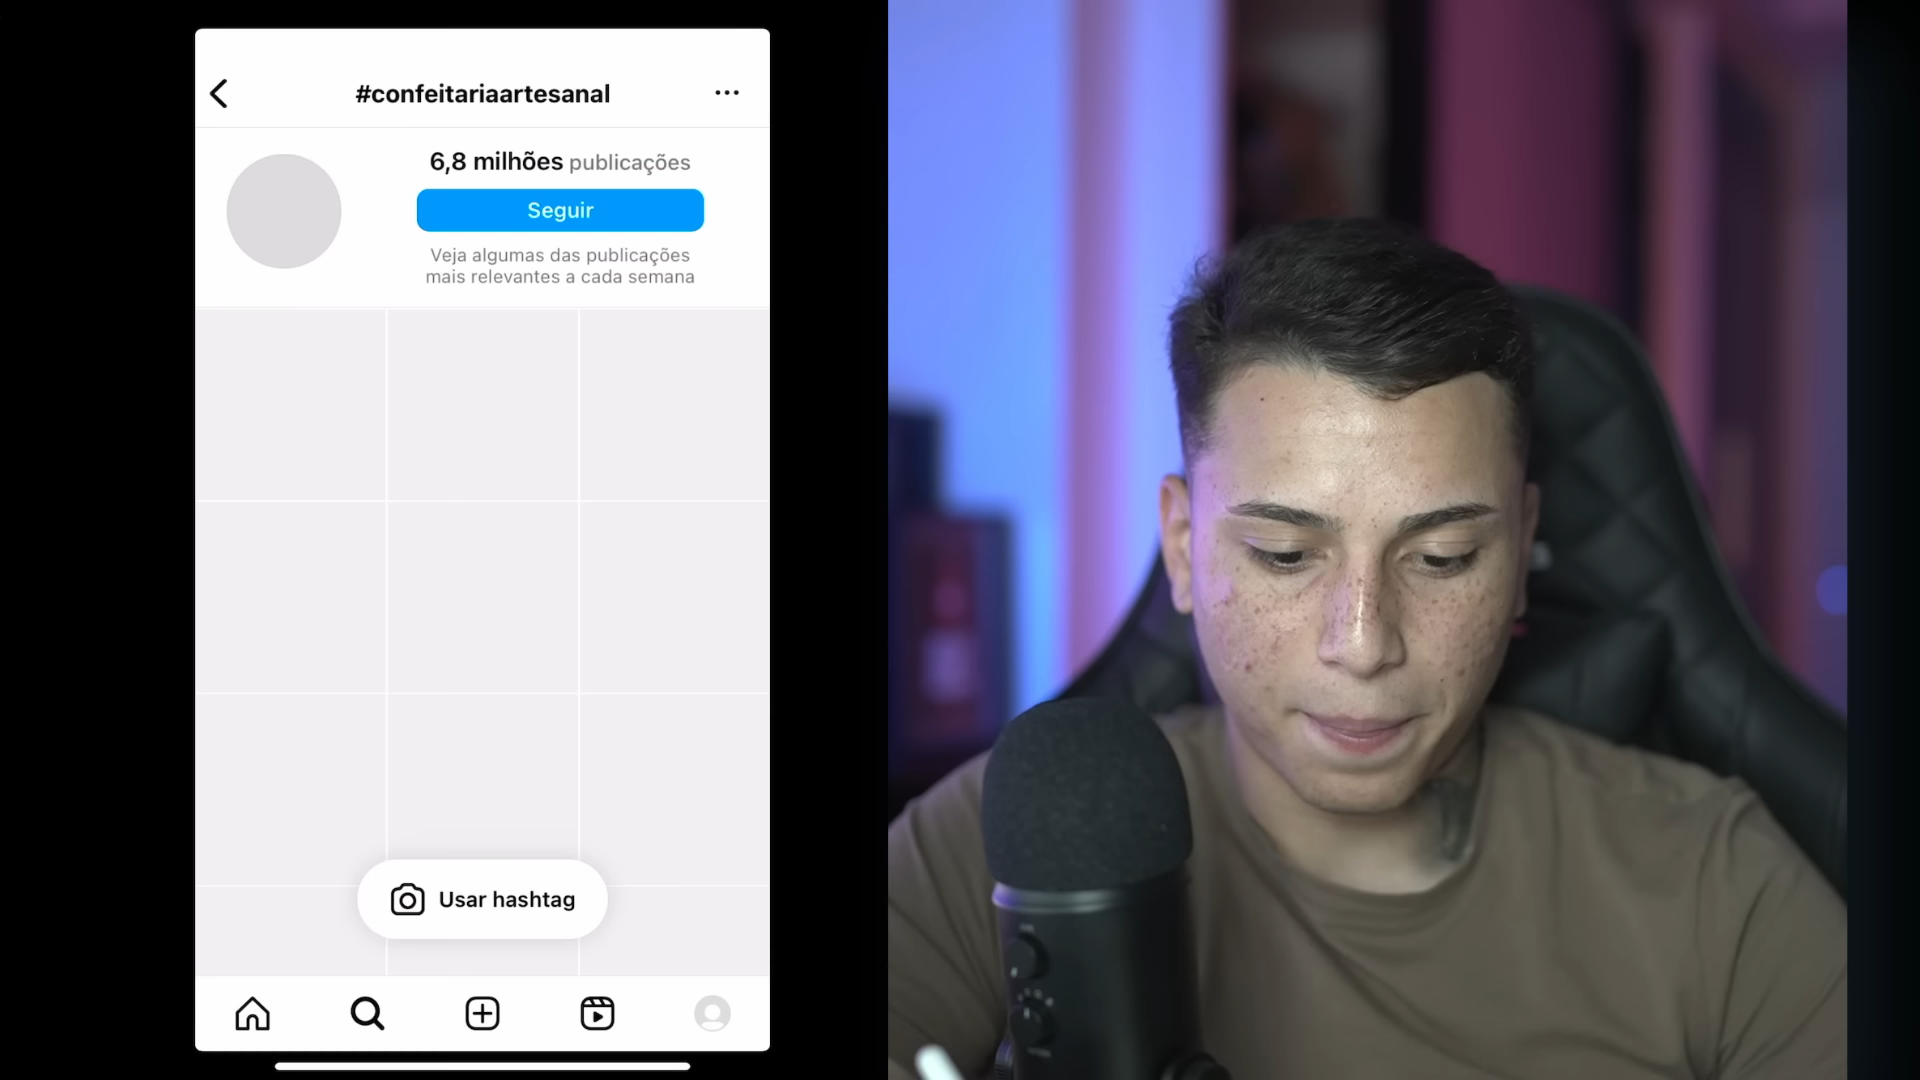 #confeitariaartesanal
6,8 milhões publicações
Seguir
Veja algumas das publicações
mais relevantes a cada semana
Usar hashtag